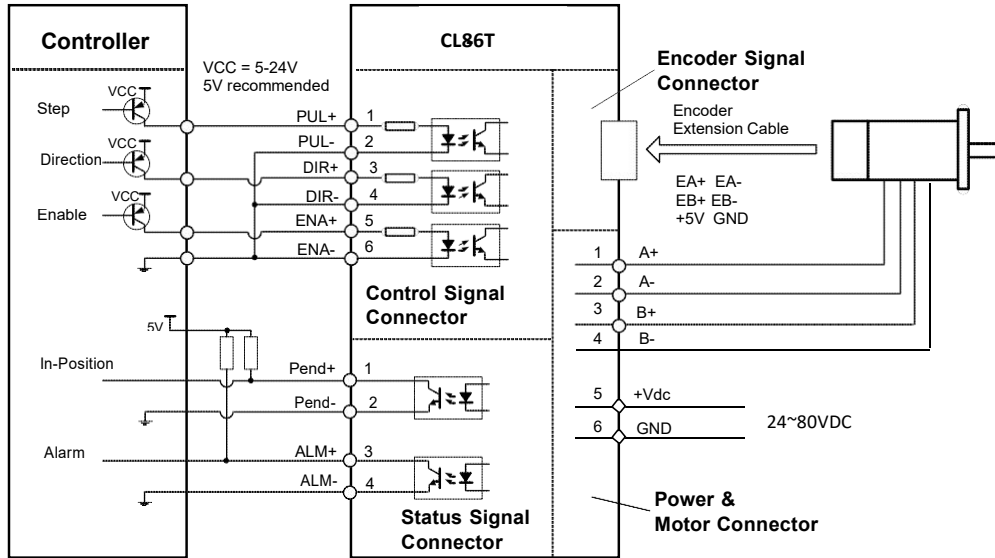 Controller
CL86T
VCC = 5-24V
5V recommended
Encoder Signal
Connector
Step
VCC
Direction
VCC
Enable
VCC
PUL+
1
PUL-
2
DIR+
3
DIR-
4
ENA+
5
ENA-
6
Control Signal
Connector
Encoder
Extension Cable
EA+ EA-
EB+ EB-
+5V GND
1
A+
2
A-
3
B+
4
B-
5V
In-Position
Pend+
1
Pend-
2
Alarm
ALM+
3
ALM-
4
Status Signal
Connector
5
+Vdc
6
GND
24~80VDC
Power &
Motor Connector